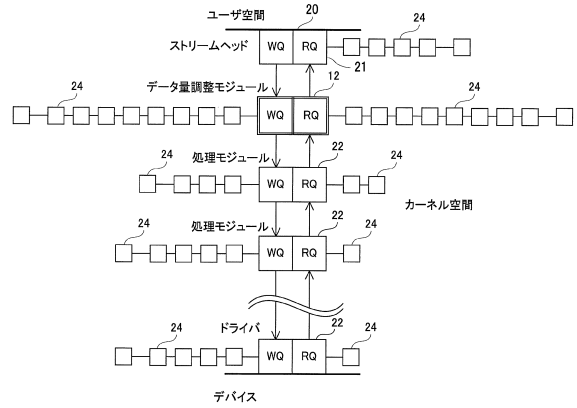 ユーザ空間
20
24
ストリームヘッド
WQ
RQ
21
データ量調整モジュール
12
24
24
WQ
RQ
処理モジュール
22
24
24
WQ
RQ
カーネル空間
処理モジュール
22
24
24
WQ
RQ
ドライバ
22
24
24
WQ
RQ
デバイス